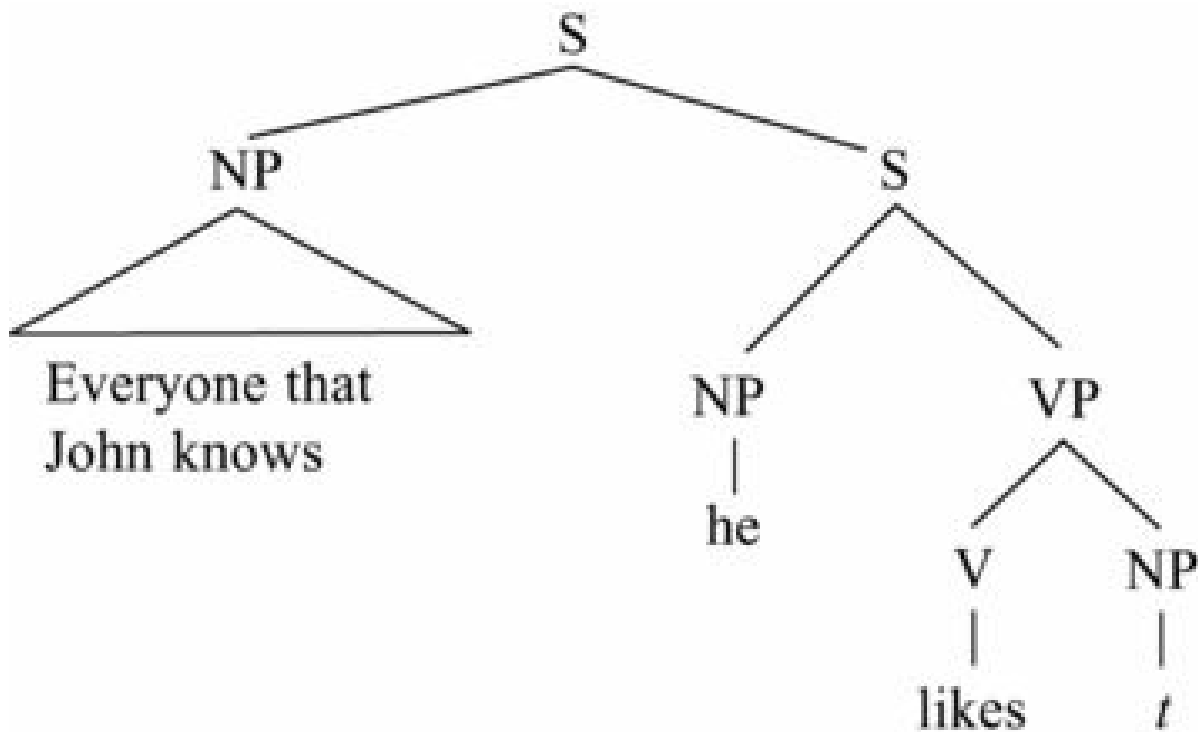 S
NP S
Everyone that
John knows
NP VP
he
V NP
likes t